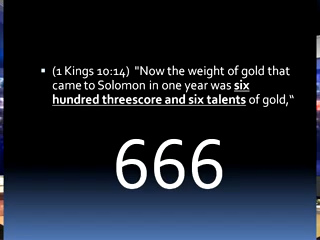 ▪ (1 Kings 10:14) "Now the weight of gold that
came to Solomon in one year was six
hundred threescore and six talents of gold,"
666